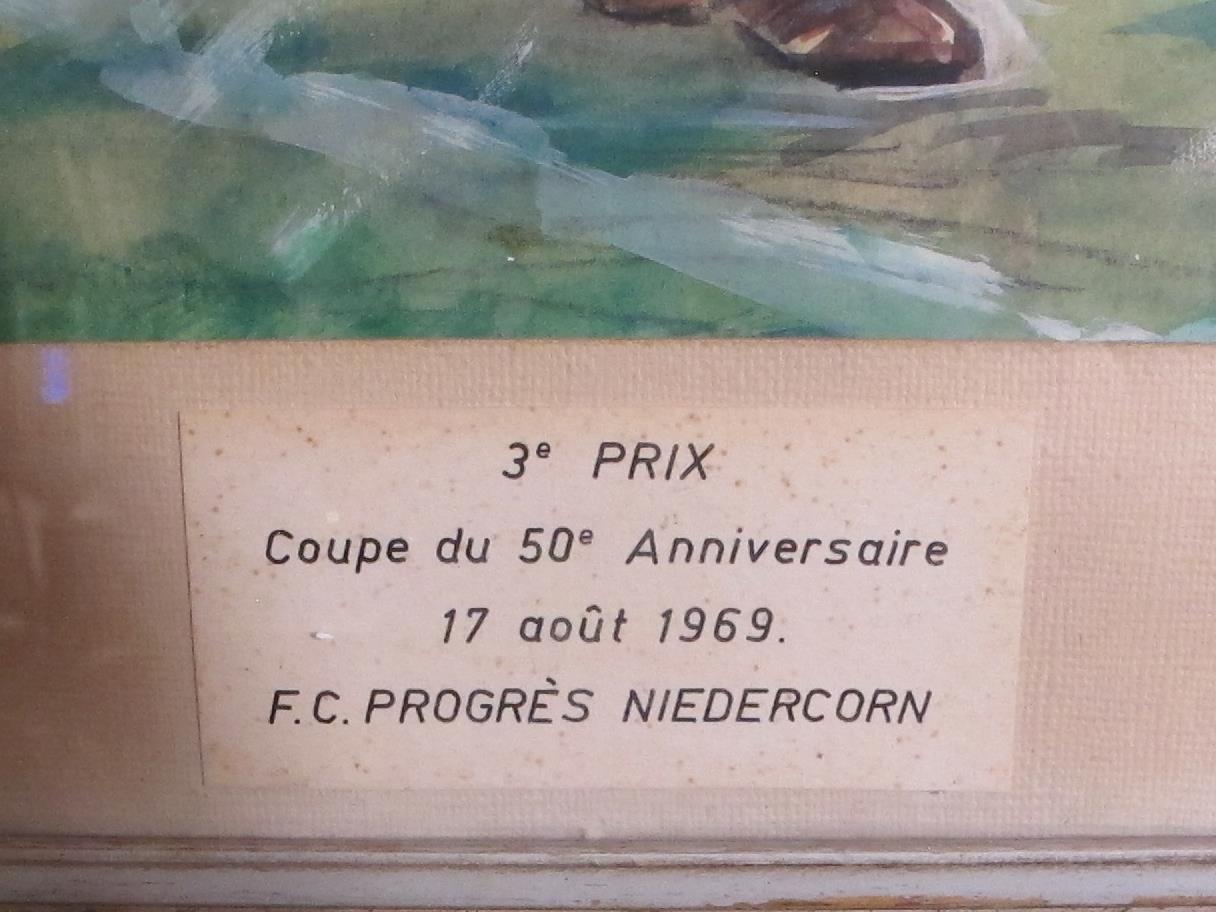 3e PRIX
Coupe du 50e Anniversaire
17 août 1969.
F.C. PROGRÈS NIEDERCORN